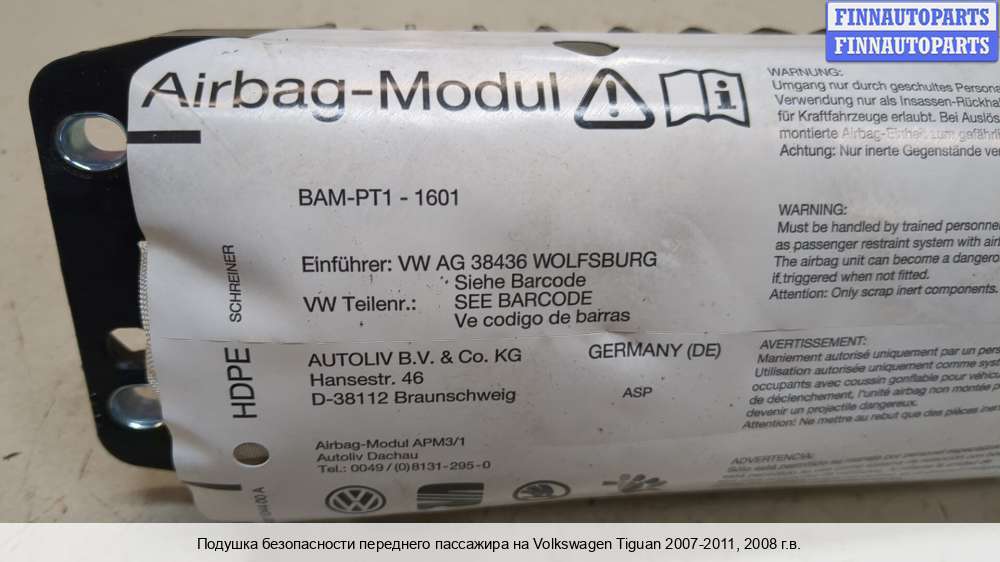 FINNAUTOPARTS
FINNAUTOPARTS
Airbag-Modul
WARNUNG:
Umgang nur durch geschultes
Verwendung nur als
für Kraftfahrzeuge erlaubt. Bei
montierte Airbag-Einheit zum
Achtung: Nur inerte Gegenstände
BAM-PT1 - 1601
WARNING:
Must be handled by trained
as passenger restraint system with
The airbag unit can become a
if triggered when not fitted.
Attention: Only scrap inert components.
Einführer: VW AG 38436 WOLFSBURG
Siehe Barcode
VW Teilenr.: SEE BARCODE
Ve codigo de barras
SCHREINER
HDPE
AUTOLIV B.V. & Co. KG
Hansestr. 46
D-38112 Braunschweig
GERMANY (DE)
ASP
AVERTISSEMENT:
Maniement autorisé uniquement par un
Utilisation autorisée uniquement comme
occupants avec coussin gonflable pour
de déclenchement, l'unité airbag non montée
devenir un projectile dangereux.
Attention: Ne mettre au rebut que des pièces
Airbag-Modul APM3/1
Autoliv Dachau
Tel.: 0049/(0)8131-295-0
ADVERTENCIA:
Подушка безопасности переднего пассажира на Volkswagen Tiguan 2007-2011, 2008 г.в.